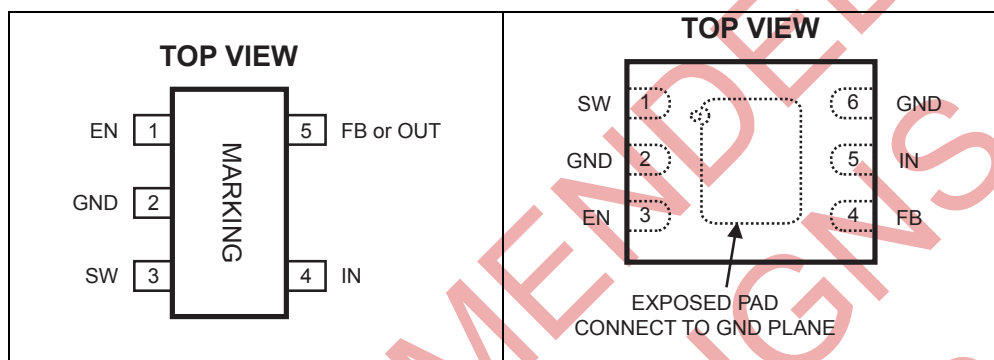 TOP VIEW
EN 1
5 FB or OUT
MARKING
GND 2
SW 3
4 IN
TOP VIEW
SW 1
6 GND
GND 2
5 IN
EN 3
4 FB
EXPOSED PAD
CONNECT TO GND PLANE